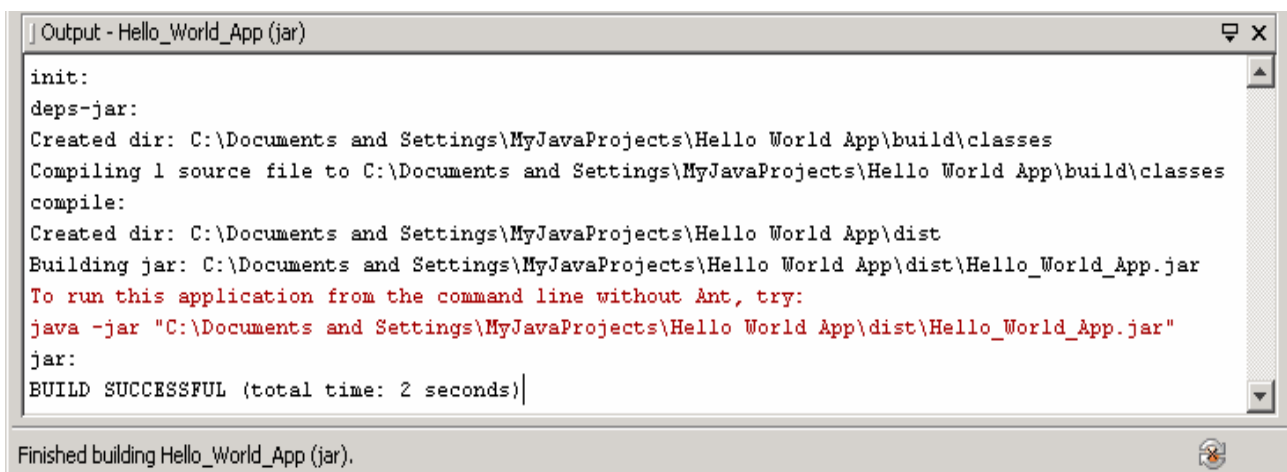 Output - Hello_World_App (jar)
init:
deps-jar:
Created dir: C:\Documents and Settings\MyJavaProjects\Hello World App\build\classes
Compiling 1 source file to C:\Documents and Settings\MyJavaProjects\Hello World App\build\classes
compile:
Created dir: C:\Documents and Settings\MyJavaProjects\Hello World App\dist
Building jar: C:\Documents and Settings\MyJavaProjects\Hello World App\dist\Hello_World_App.jar
To run this application from the command line without Ant, try:
java -jar "C:\Documents and Settings\MyJavaProjects\Hello World App\dist\Hello_World_App.jar"
jar:
BUILD SUCCESSFUL (total time: 2 seconds)
Finished building Hello_World_App (jar).